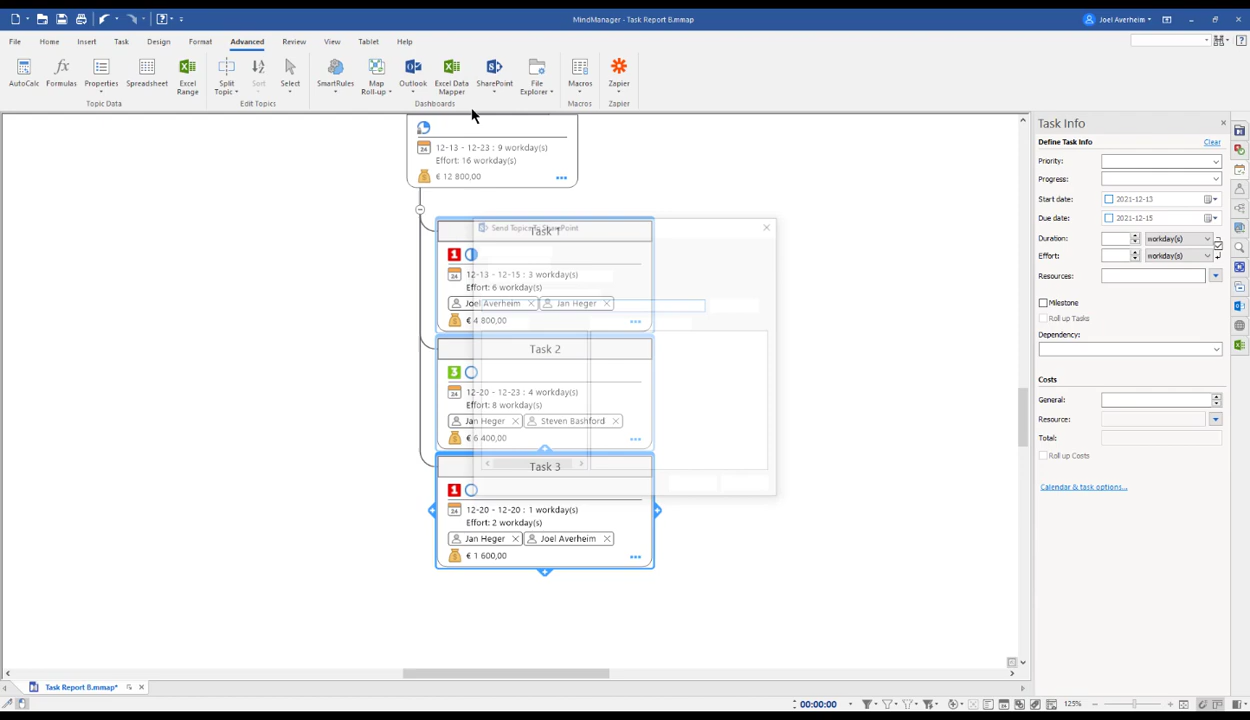 MindManager - Task Report B.mmap
Joel Averheim
File Home Insert Task Design Format Advanced Review View Tablet Help
AutoCalc Formulas Properties Spreadsheet Excel Range Split Topic Sort Select SmartRules Map Roll-up Outlook Excel Data Mapper SharePoint File Explorer Macros Zapier
Topic Data Edit Topics Dashboards Macros Zapier
12-13 - 12-23 : 9 workday(s)
Effort: 16 workday(s)
€ 12 800,00
Send Topics To SharePoint
Task 1
1
12-13 - 12-15 : 3 workday(s)
Effort: 6 workday(s)
Joel Averheim Jan Heger
€ 4 800,00
Task 2
3
12-20 - 12-23 : 4 workday(s)
Effort: 8 workday(s)
Jan Heger Steven Bashford
€ 6 400,00
Task 3
1
12-20 - 12-20 : 1 workday(s)
Effort: 2 workday(s)
Jan Heger Joel Averheim
€ 1 600,00
Task Info
Define Task Info Clear
Priority:
Progress:
Start date: 2021-12-13
Due date: 2021-12-15
Duration: workday(s)
Effort: workday(s)
Resources:
Milestone
Roll up Tasks
Dependency:
Costs
General:
Resource:
Total:
Roll up Costs
Calendar & task options...
Task Report B.mmap*
00:00:00
125%